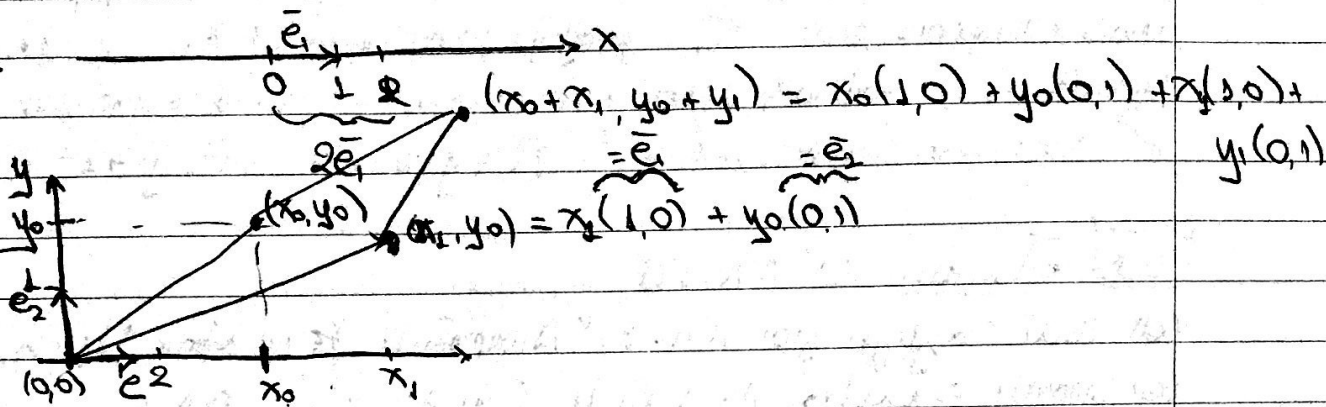 ē₁
x
0 1 2
(x₀+x₁, y₀+y₁) = x₀(1,0) + y₀(0,1) + x₁(1,0) +
y₁(0,1)
2ē₁
=ē₁ =ē₂
y
y₀
(x₀,y₀)
(x₁,y₀) = x₁(1,0) + y₀(0,1)
1
e₂
(0,0) e 2 x₀ x₁